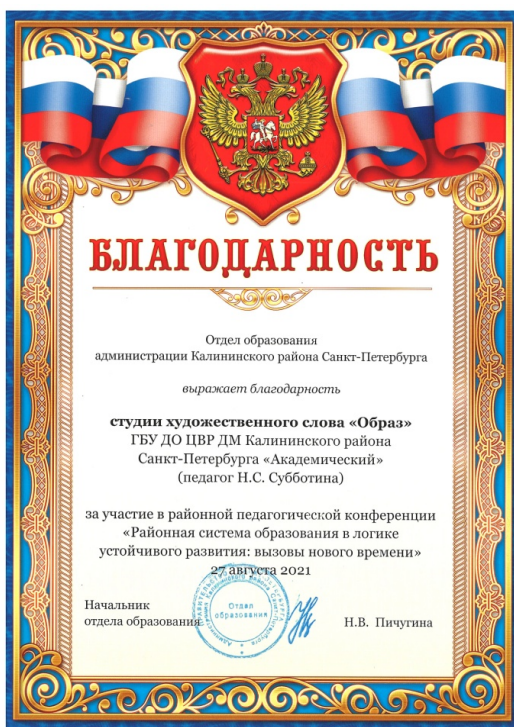 БЛАГОДАРНОСТЬ
Отдел образования
администрации Калининского района Санкт-Петербурга
выражает благодарность
студии художественного слова «Образ»
ГБУ ДО ЦВР ДМ Калининского района
Санкт-Петербурга «Академический»
(педагог Н.С. Субботина)
за участие в районной педагогической конференции
«Районная система образования в логике
устойчивого развития: вызовы нового времени»
27 августа 2021
Начальник
отдела образования
Н.В. Пичугина
Отдел
образования